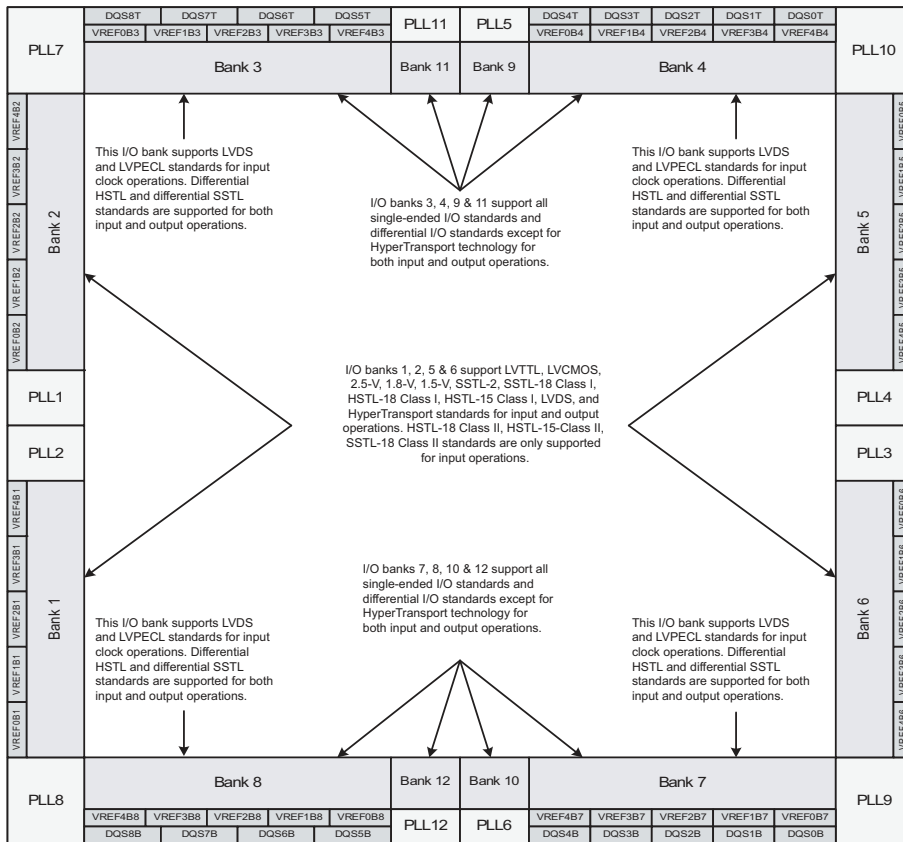 PLL7
DQS8T DQS7T DQS6T DQS5T
VREF0B3 VREF1B3 VREF2B3 VREF3B3 VREF4B3
Bank 3
PLL11
Bank 11
PLL5
Bank 9
DQS4T DQS3T DQS2T DQS1T DQS0T
VREF0B4 VREF1B4 VREF2B4 VREF3B4 VREF4B4
Bank 4
PLL10
VREF4B2
VREF3B2
VREF2B2
VREF1B2
VREF0B2
Bank 2
This I/O bank supports LVDS
and LVPECL standards for input
clock operations. Differential
HSTL and differential SSTL
standards are supported for both
input and output operations.
I/O banks 3, 4, 9 & 11 support all
single-ended I/O standards and
differential I/O standards except for
HyperTransport technology for
both input and output operations.
This I/O bank supports LVDS
and LVPECL standards for input
clock operations. Differential
HSTL and differential SSTL
standards are supported for both
input and output operations.
Bank 5
VREF0B5
VREF1B5
VREF2B5
VREF3B5
VREF4B5
PLL1
PLL2
I/O banks 1, 2, 5 & 6 support LVTTL, LVCMOS,
2.5-V, 1.8-V, 1.5-V, SSTL-2, SSTL-18 Class I,
HSTL-18 Class I, HSTL-15 Class I, LVDS, and
HyperTransport standards for input and output
operations. HSTL-18 Class II, HSTL-15-Class II,
SSTL-18 Class II standards are only supported
for input operations.
PLL4
PLL3
VREF4B1
VREF3B1
VREF2B1
VREF1B1
VREF0B1
Bank 1
This I/O bank supports LVDS
and LVPECL standards for input
clock operations. Differential
HSTL and differential SSTL
standards are supported for both
input and output operations.
I/O banks 7, 8, 10 & 12 support all
single-ended I/O standards and
differential I/O standards except for
HyperTransport technology for
both input and output operations.
This I/O bank supports LVDS
and LVPECL standards for input
clock operations. Differential
HSTL and differential SSTL
standards are supported for both
input and output operations.
Bank 6
VREF0B6
VREF1B6
VREF2B6
VREF3B6
VREF4B6
PLL8
Bank 8
VREF4B8 VREF3B8 VREF2B8 VREF1B8 VREF0B8
DQS8B DQS7B DQS6B DQS5B
Bank 12
PLL12
Bank 10
PLL6
Bank 7
VREF4B7 VREF3B7 VREF2B7 VREF1B7 VREF0B7
DQS4B DQS3B DQS2B DQS1B DQS0B
PLL9